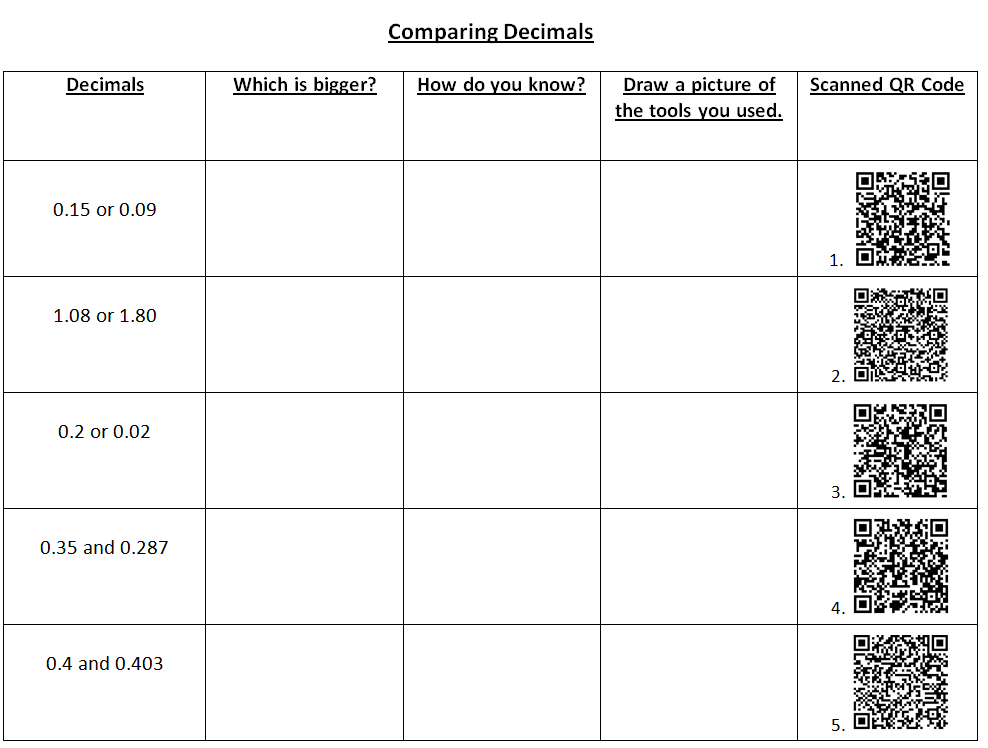 Comparing Decimals
Decimals
Which is bigger?
How do you know?
Draw a picture of
the tools you used.
Scanned QR Code
0.15 or 0.09
1.
1.08 or 1.80
2.
0.2 or 0.02
3.
0.35 and 0.287
4.
0.4 and 0.403
5.